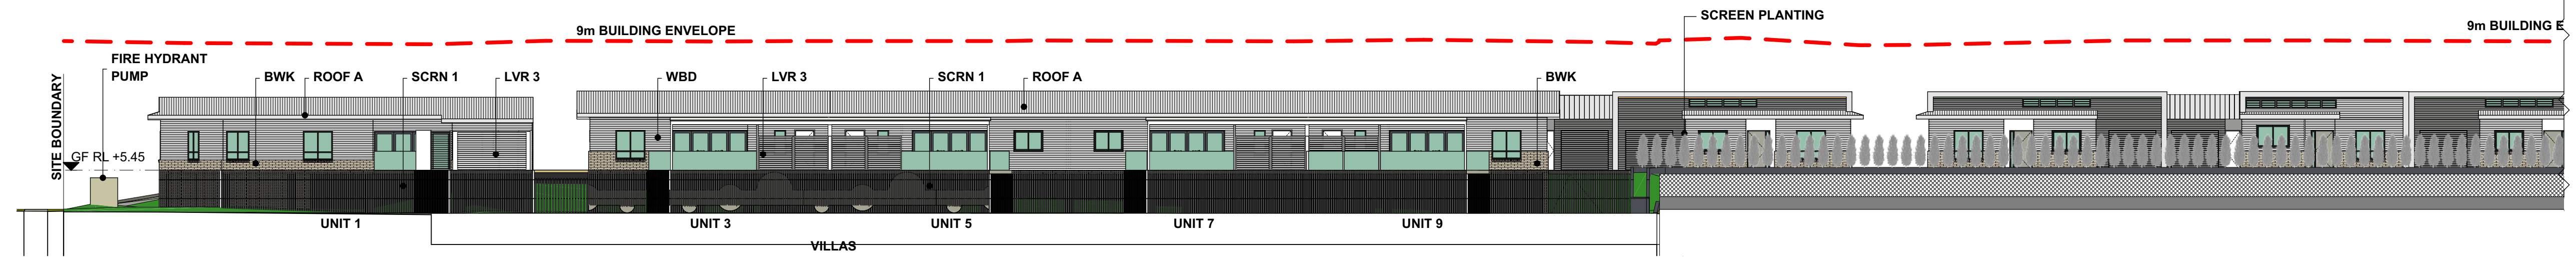 SCREEN PLANTING
9m BUILDING ENVELOPE
9m BUILDING E
FIRE HYDRANT
PUMP
BWK
ROOF A
SCRN 1
LVR 3
WBD
LVR 3
SCRN 1
ROOF A
BWK
SITE BOUNDARY
GF RL +5.45
UNIT 1
UNIT 3
UNIT 5
UNIT 7
UNIT 9
VILLAS